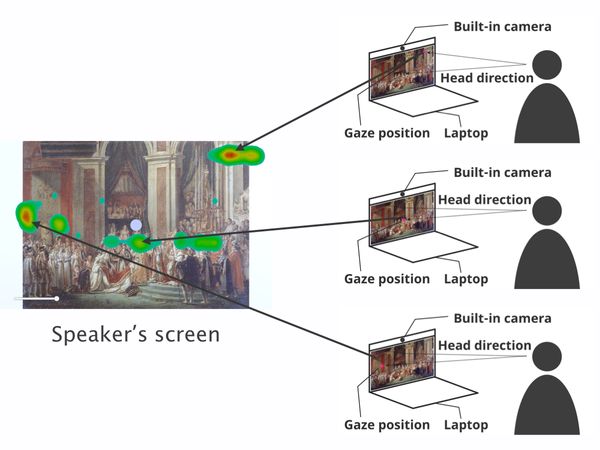 Built-in camera
Head direction
Gaze position
Laptop
Speaker's screen
Built-in camera
Head direction
Gaze position
Laptop
Built-in camera
Head direction
Gaze position
Laptop